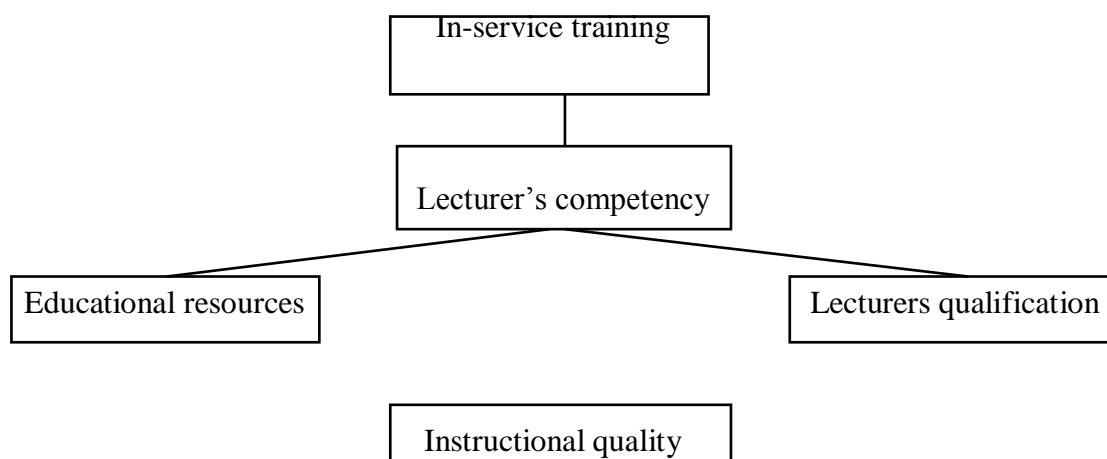 In-service training
Lecturer’s competency
Educational resources
Lecturers qualification
Instructional quality